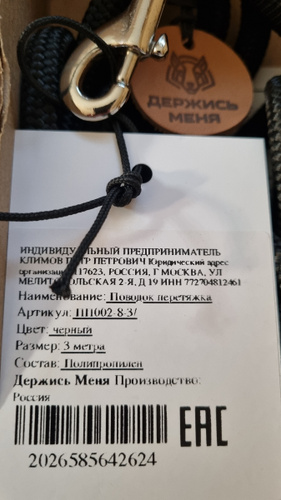 ДЕРЖИСЬ
МЕНЯ
ИНДИВИДУАЛЬНЫЙ ПРЕДПРИНИМАТЕЛЬ
КЛИМОВ ПЕТР ПЕТРОВИЧ Юридический адрес
организации 117623, РОССИЯ, Г МОСКВА, УЛ
МЕЛИТОПОЛЬСКАЯ 2-Я, Д 19 ИНН 772704812461
Наименование: Поводок перетяжка
Артикул: ПП002-8-3/
Цвет: черный
Размер: 3 метра
Состав: Полипропилен
Держись Меня Производство:
Россия
EAC
2026585642624